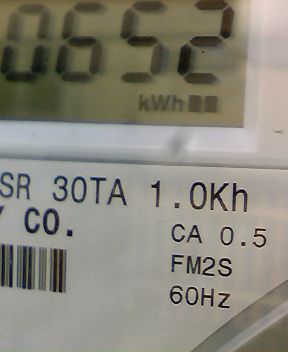 0652
kWh
SR 30TA 1.0Kh
Y CO.
CA 0.5
FM2S
60Hz